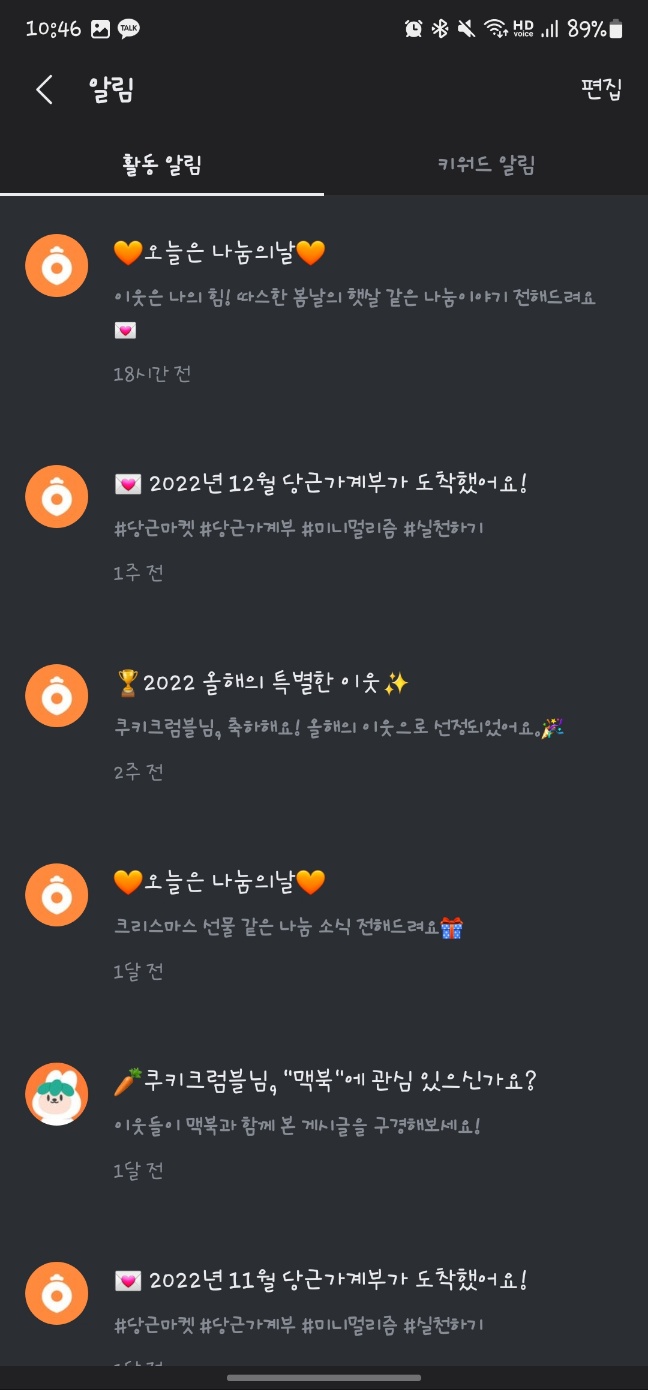 10:46 TALK HD voice 89%
알림 편집
활동 알림 키워드 알림
🧡오늘은 나눔의날🧡
이웃은 나의 힘! 따스한 봄날의 햇살 같은 나눔이야기 전해드려요
💌
18시간 전
💌 2022년 12월 당근가계부가 도착했어요!
#당근마켓 #당근가계부 #미니멀리즘 #실천하기
1주 전
🏆2022 올해의 특별한 이웃✨
쿠키크럼블님, 축하해요! 올해의 이웃으로 선정되었어요.🎉
2주 전
🧡오늘은 나눔의날🧡
크리스마스 선물 같은 나눔 소식 전해드려요🎁
1달 전
🥕쿠키크럼블님, "맥북"에 관심 있으신가요?
이웃들이 맥북과 함께 본 게시글을 구경해보세요!
1달 전
💌 2022년 11월 당근가계부가 도착했어요!
#당근마켓 #당근가계부 #미니멀리즘 #실천하기